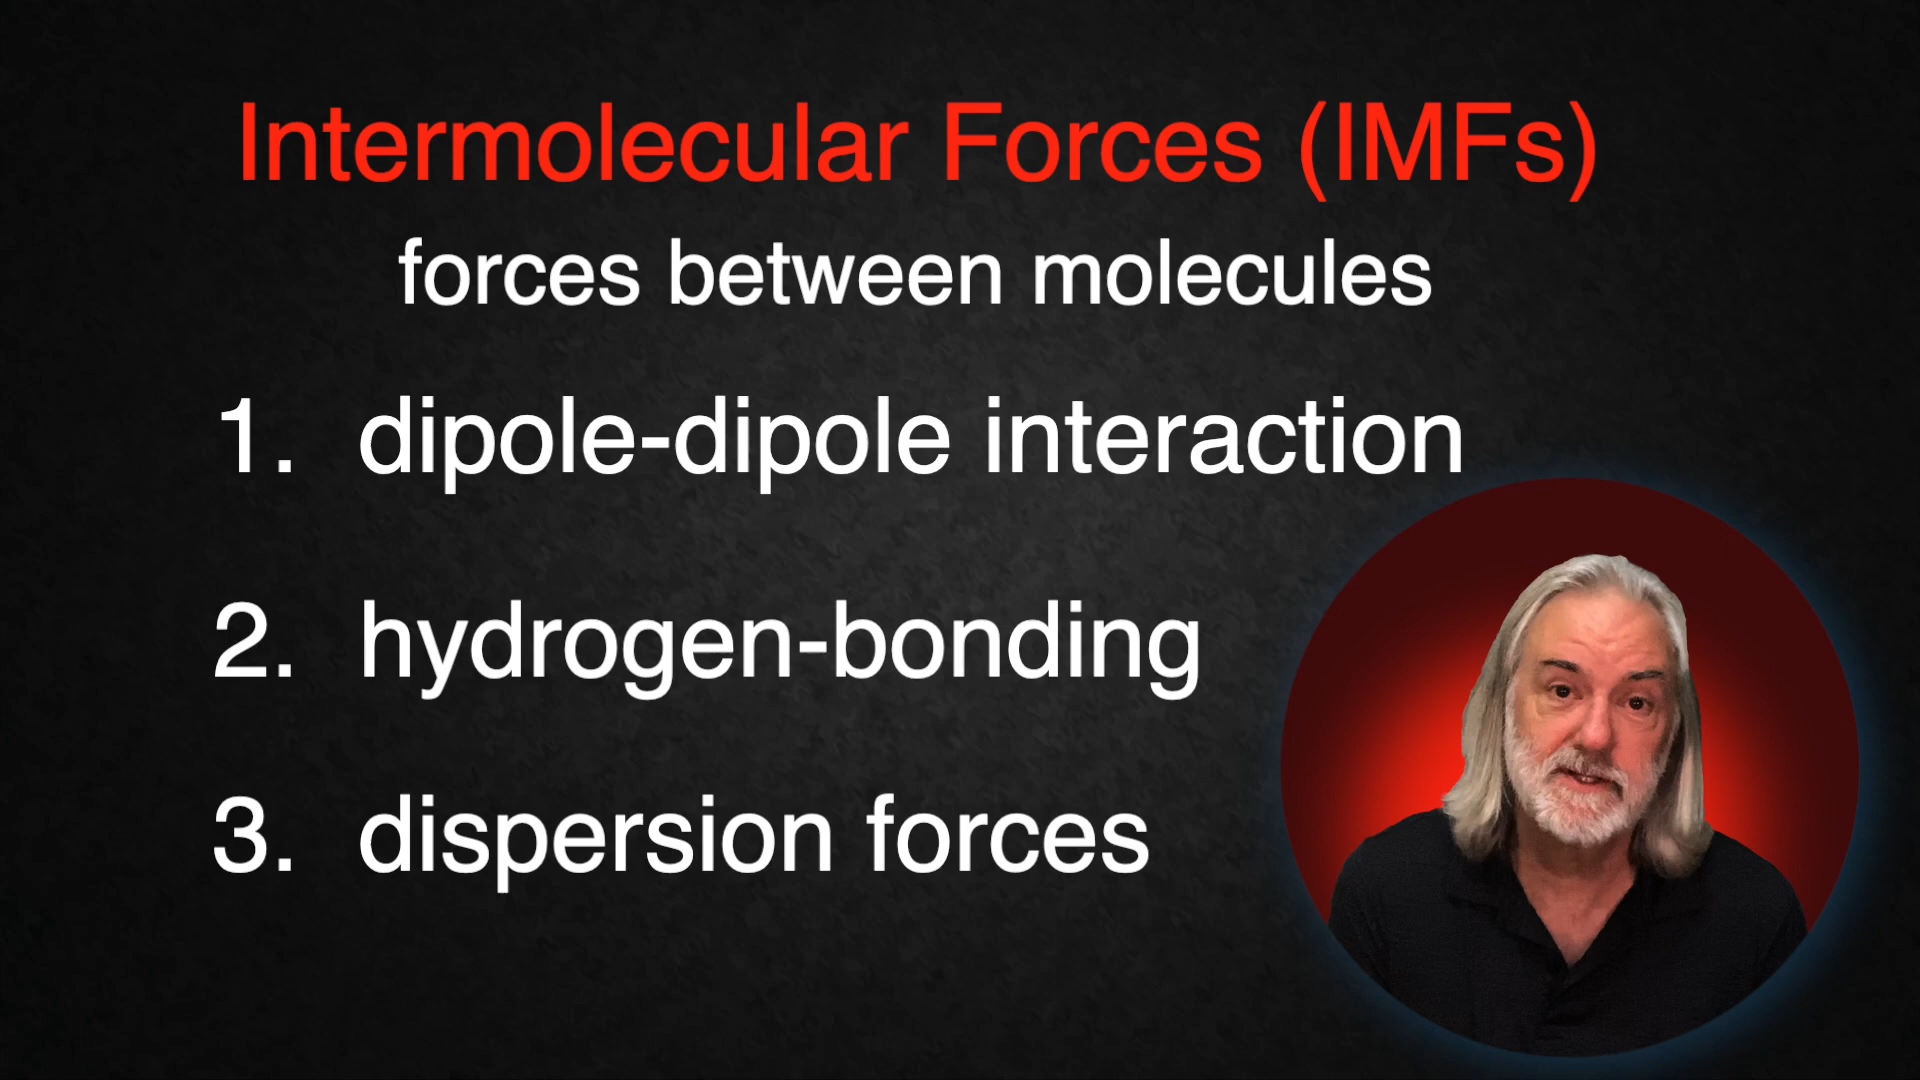 Intermolecular Forces (IMFs)
forces between molecules
1. dipole-dipole interaction
2. hydrogen-bonding
3. dispersion forces